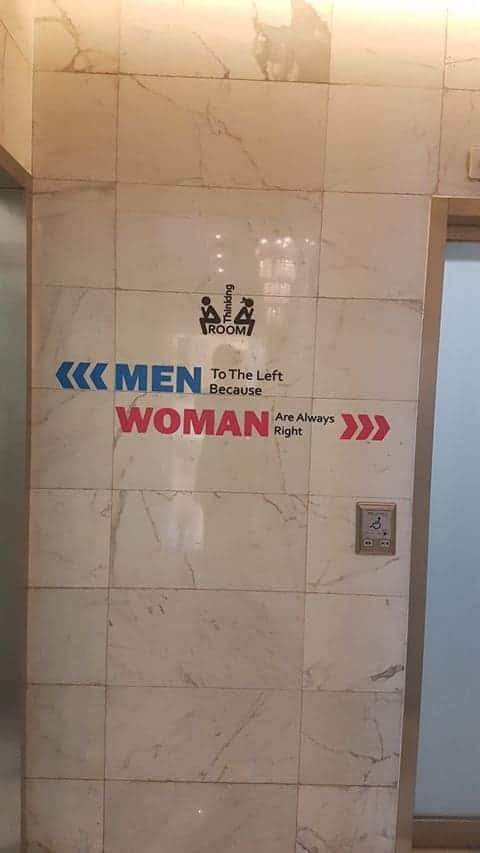 Thinking
ROOM
MEN To The Left
Because
WOMAN Are Always
Right